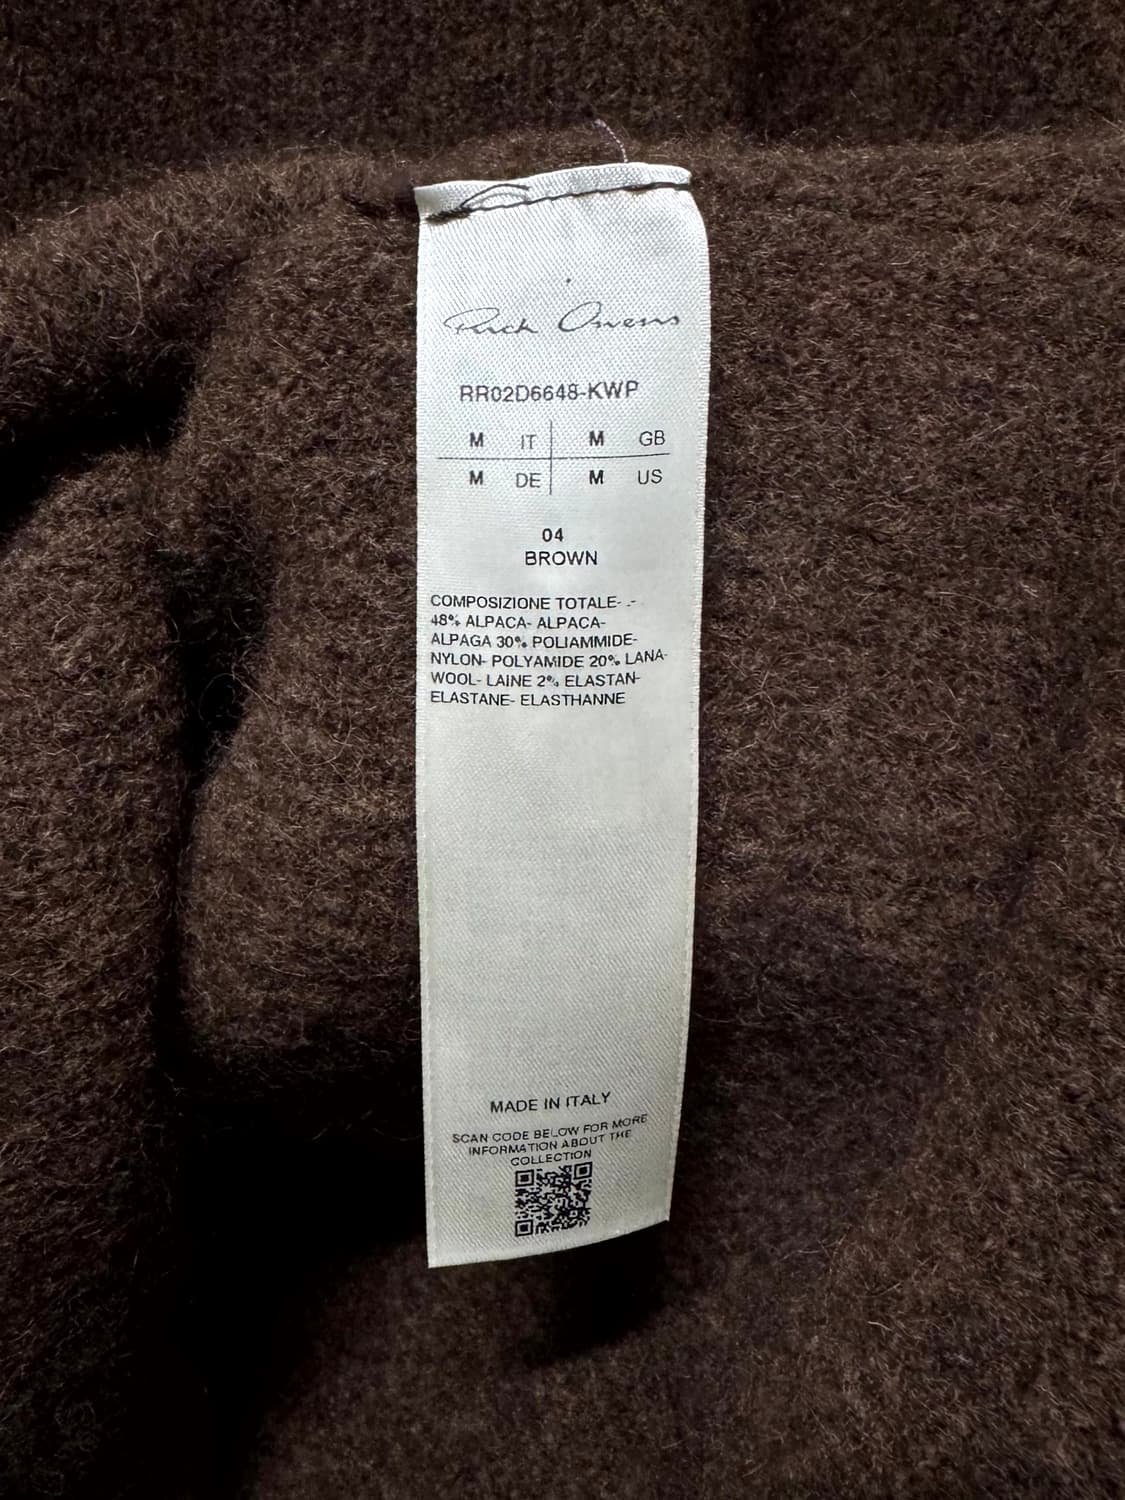 Rick Owens
RR02D6648-KWP
M IT M GB
M DE M US
04
BROWN
COMPOSIZIONE TOTALE- .-
48% ALPACA- ALPACA-
ALPAGA 30% POLIAMMIDE-
NYLON- POLYAMIDE 20% LANA-
WOOL- LAINE 2% ELASTAN-
ELASTANE- ELASTHANNE
MADE IN ITALY
SCAN CODE BELOW FOR MORE
INFORMATION ABOUT THE
COLLECTION